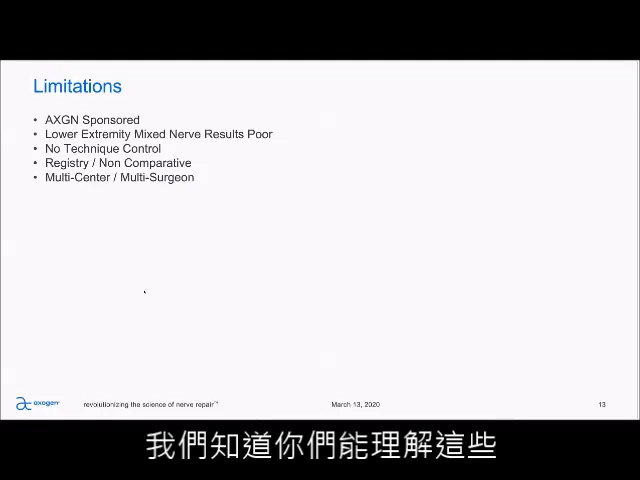 Limitations
• AXGN Sponsored
• Lower Extremity Mixed Nerve Results Poor
• No Technique Control
• Registry / Non Comparative
• Multi-Center / Multi-Surgeon
axogen revolutionizing the science of nerve repair™ March 13, 2020 13
我們知道你們能理解這些